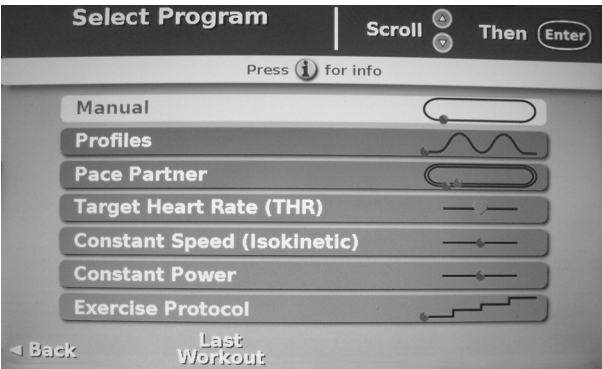 Select Program
Scroll Then Enter
Press i for info
Manual
Profiles
Pace Partner
Target Heart Rate (THR)
Constant Speed (Isokinetic)
Constant Power
Exercise Protocol
Back
Last
Workout